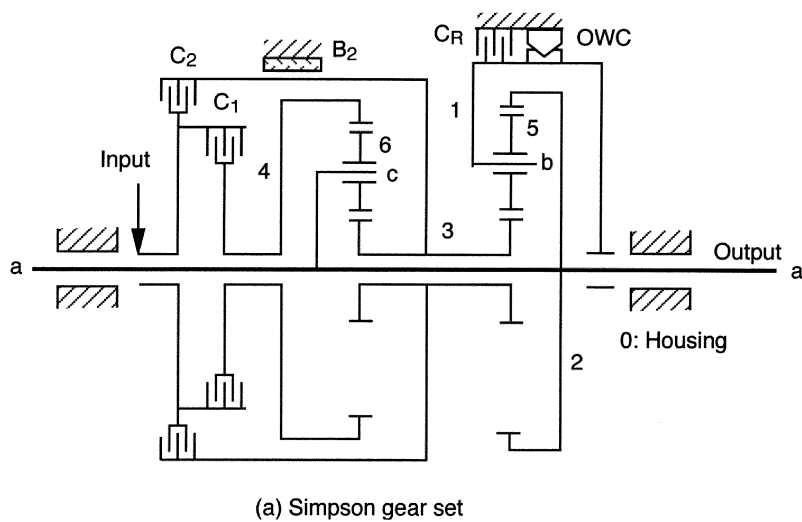 C2
B2
CR
OWC
C1
1
5
6
Input
4
c
b
3
Output
a
a
0: Housing
2
(a) Simpson gear set